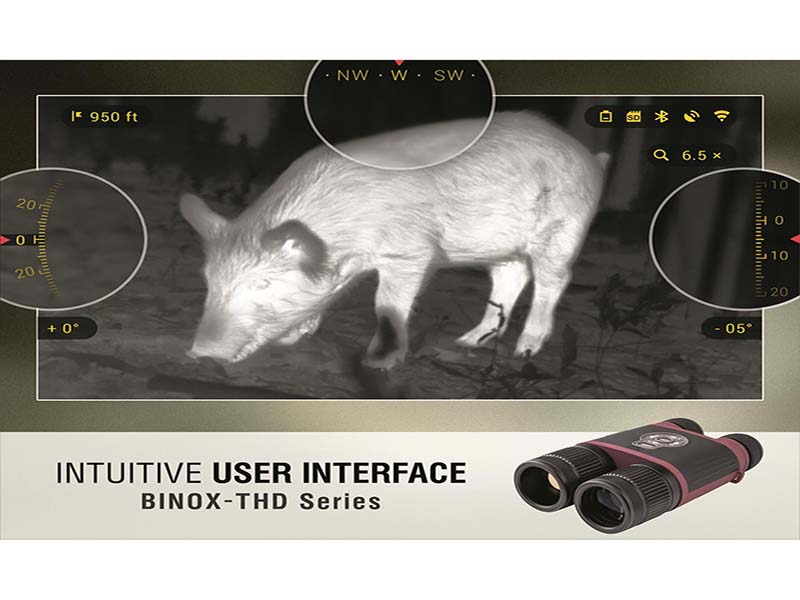 · NW · W · SW ·
950 ft
SD
6.5 ×
20
0
20
10
0
10
20
+ 0°
- 05°
INTUITIVE USER INTERFACE
BINOX-THD Series